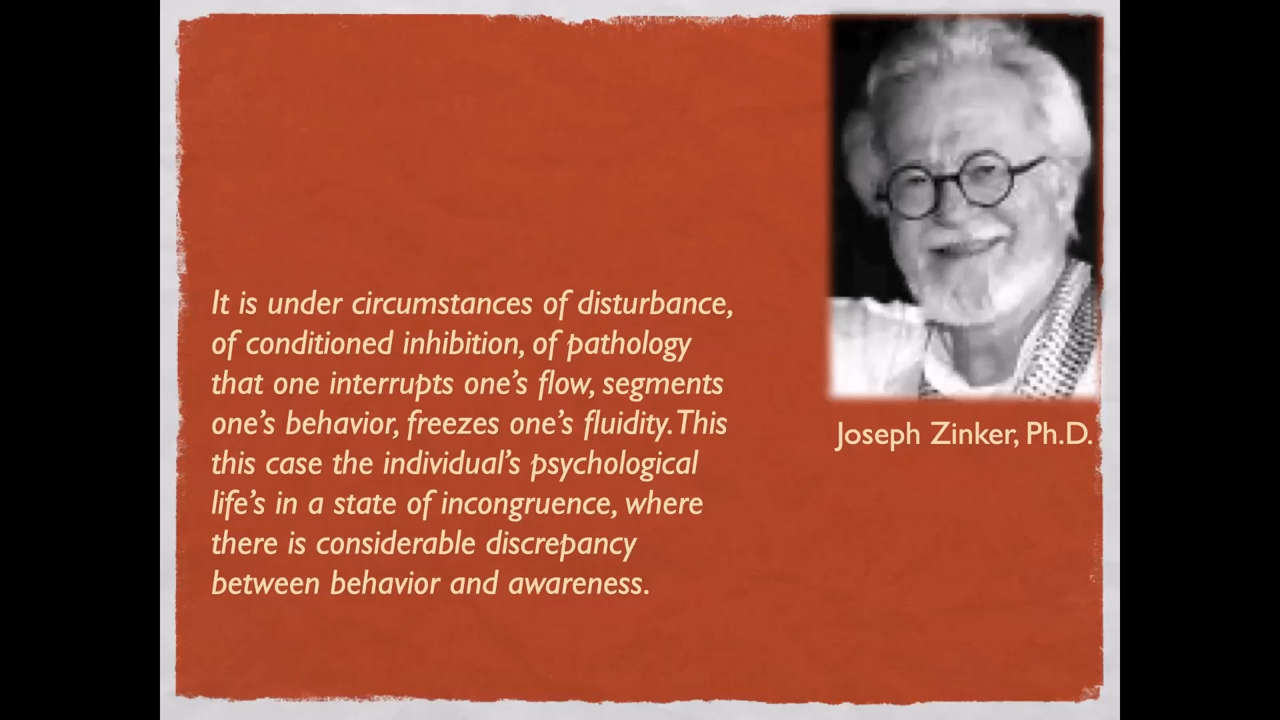 It is under circumstances of disturbance,
of conditioned inhibition, of pathology
that one interrupts one’s flow, segments
one’s behavior, freezes one’s fluidity. This
this case the individual’s psychological
life’s in a state of incongruence, where
there is considerable discrepancy
between behavior and awareness.
Joseph Zinker, Ph.D.